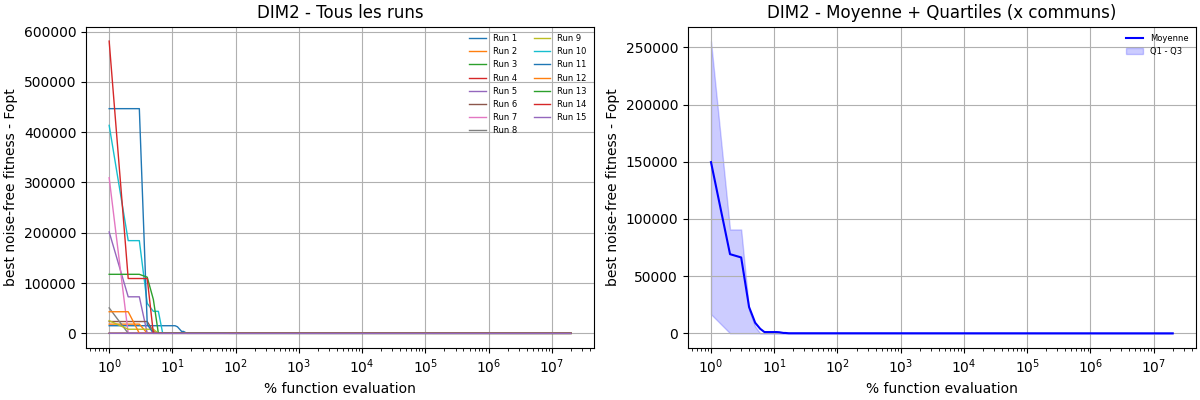 DIM2 - Tous les runs
best noise-free fitness - Fopt
600000
500000
400000
300000
200000
100000
0
Run 1
Run 2
Run 3
Run 4
Run 5
Run 6
Run 7
Run 8
Run 9
Run 10
Run 11
Run 12
Run 13
Run 14
Run 15
10⁰ 10¹ 10² 10³ 10⁴ 10⁵ 10⁶ 10⁷
% function evaluation
DIM2 - Moyenne + Quartiles (x communs)
best noise-free fitness - Fopt
250000
200000
150000
100000
50000
0
Moyenne
Q1 - Q3
10⁰ 10¹ 10² 10³ 10⁴ 10⁵ 10⁶ 10⁷
% function evaluation